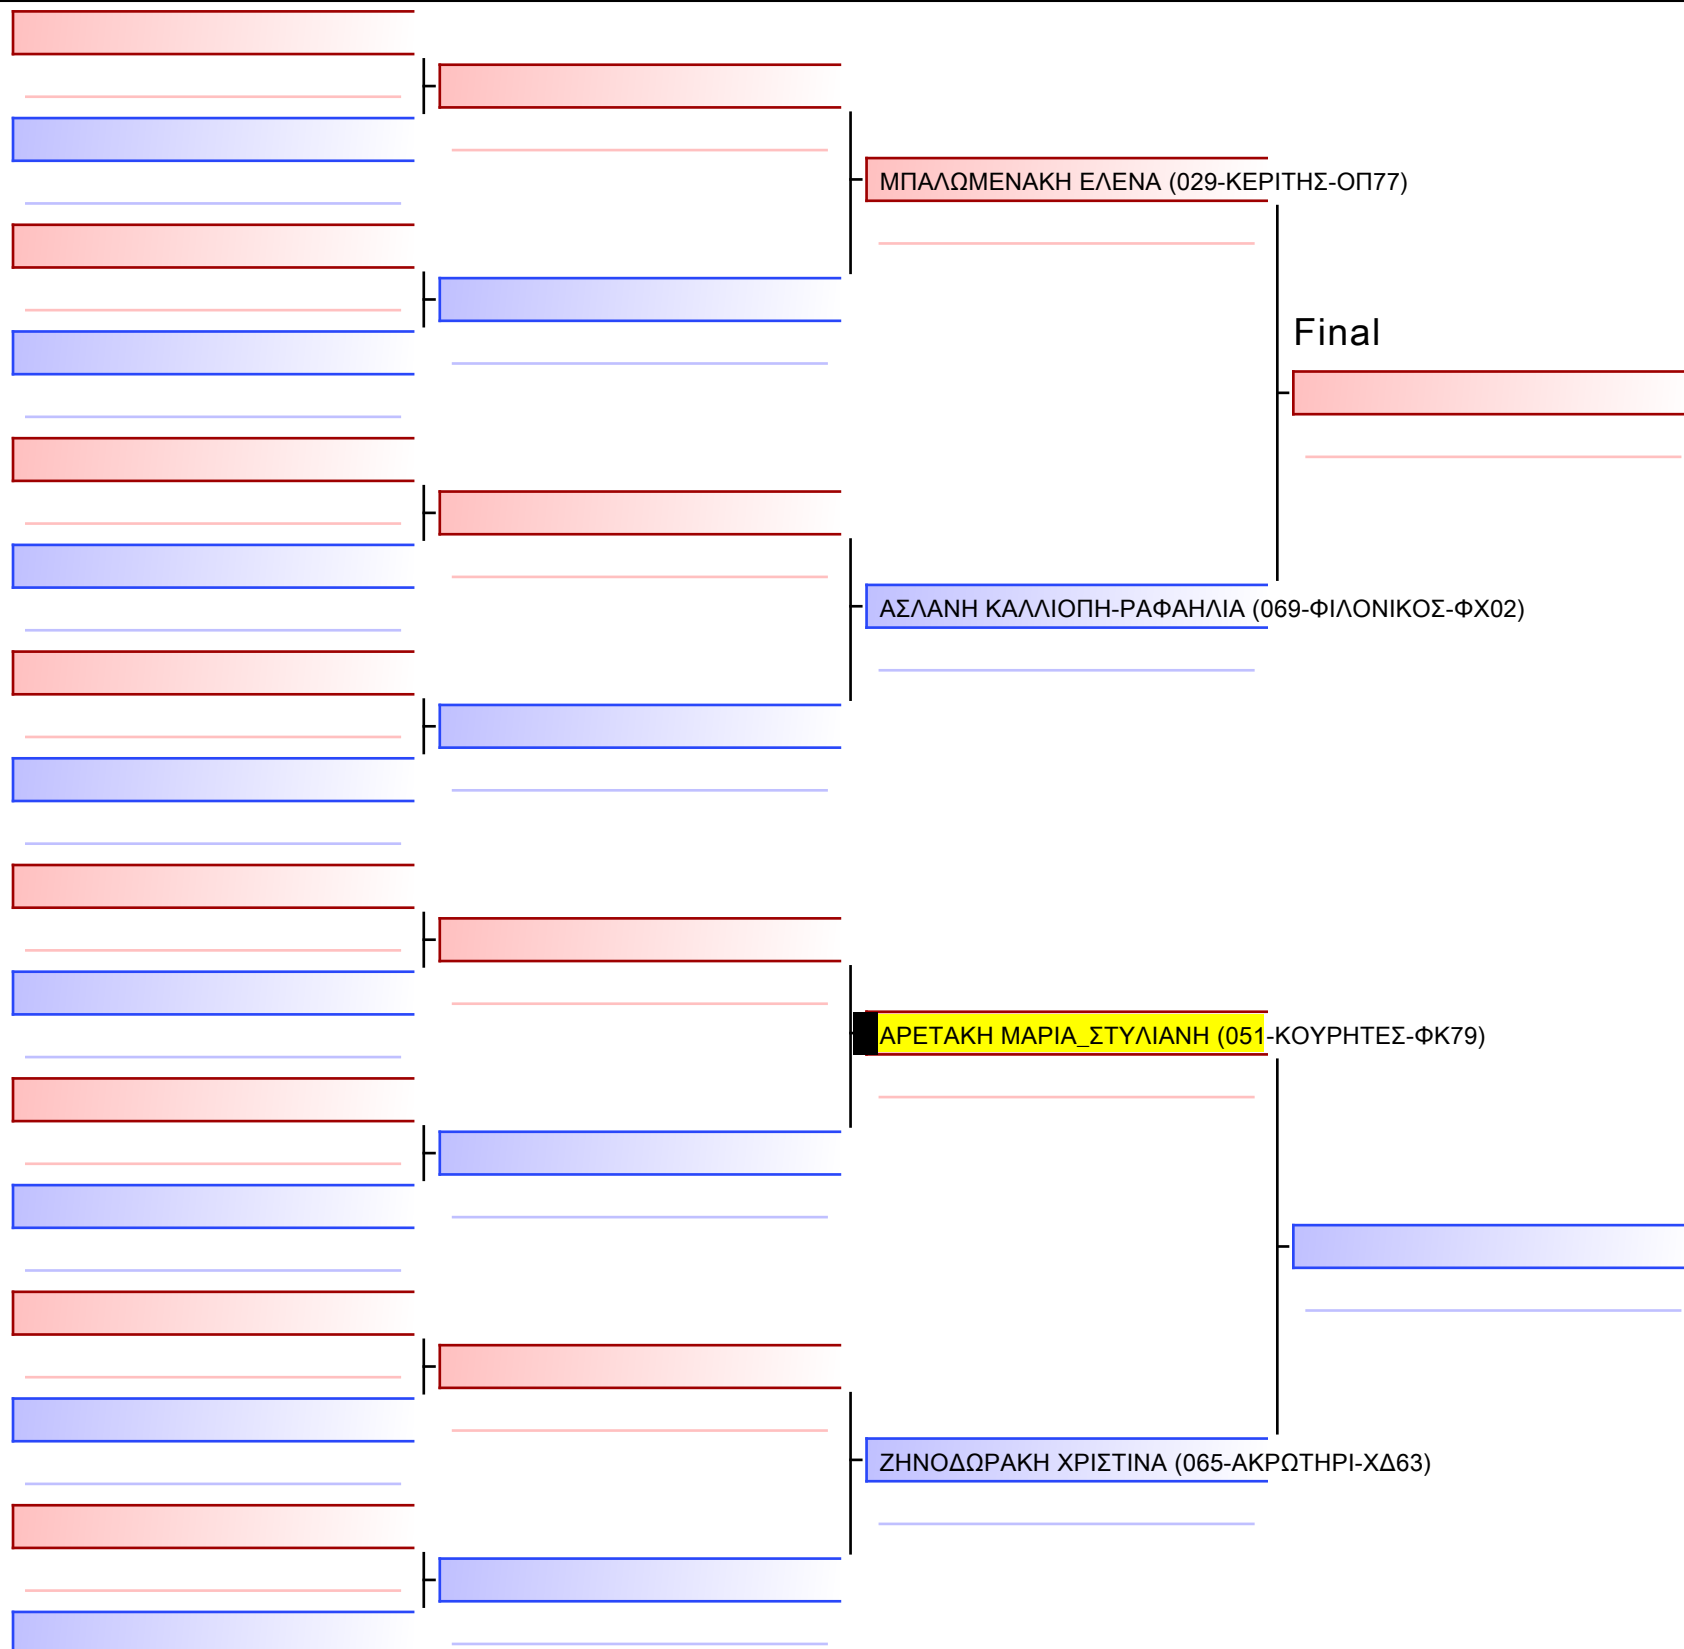 ΜΠΑΛΩΜΕΝΑΚΗ ΕΛΕΝΑ (029-ΚΕΡΙΤΗΣ-ΟΠ77)
Final
ΑΣΛΑΝΗ ΚΑΛΛΙΟΠΗ-ΡΑΦΑΗΛΙΑ (069-ΦΙΛΟΝΙΚΟΣ-ΦΧ02)
ΑΡΕΤΑΚΗ ΜΑΡΙΑ_ΣΤΥΛΙΑΝΗ (051-ΚΟΥΡΗΤΕΣ-ΦΚ79)
ΖΗΝΟΔΩΡΑΚΗ ΧΡΙΣΤΙΝΑ (065-ΑΚΡΩΤΗΡΙ-ΧΔ63)